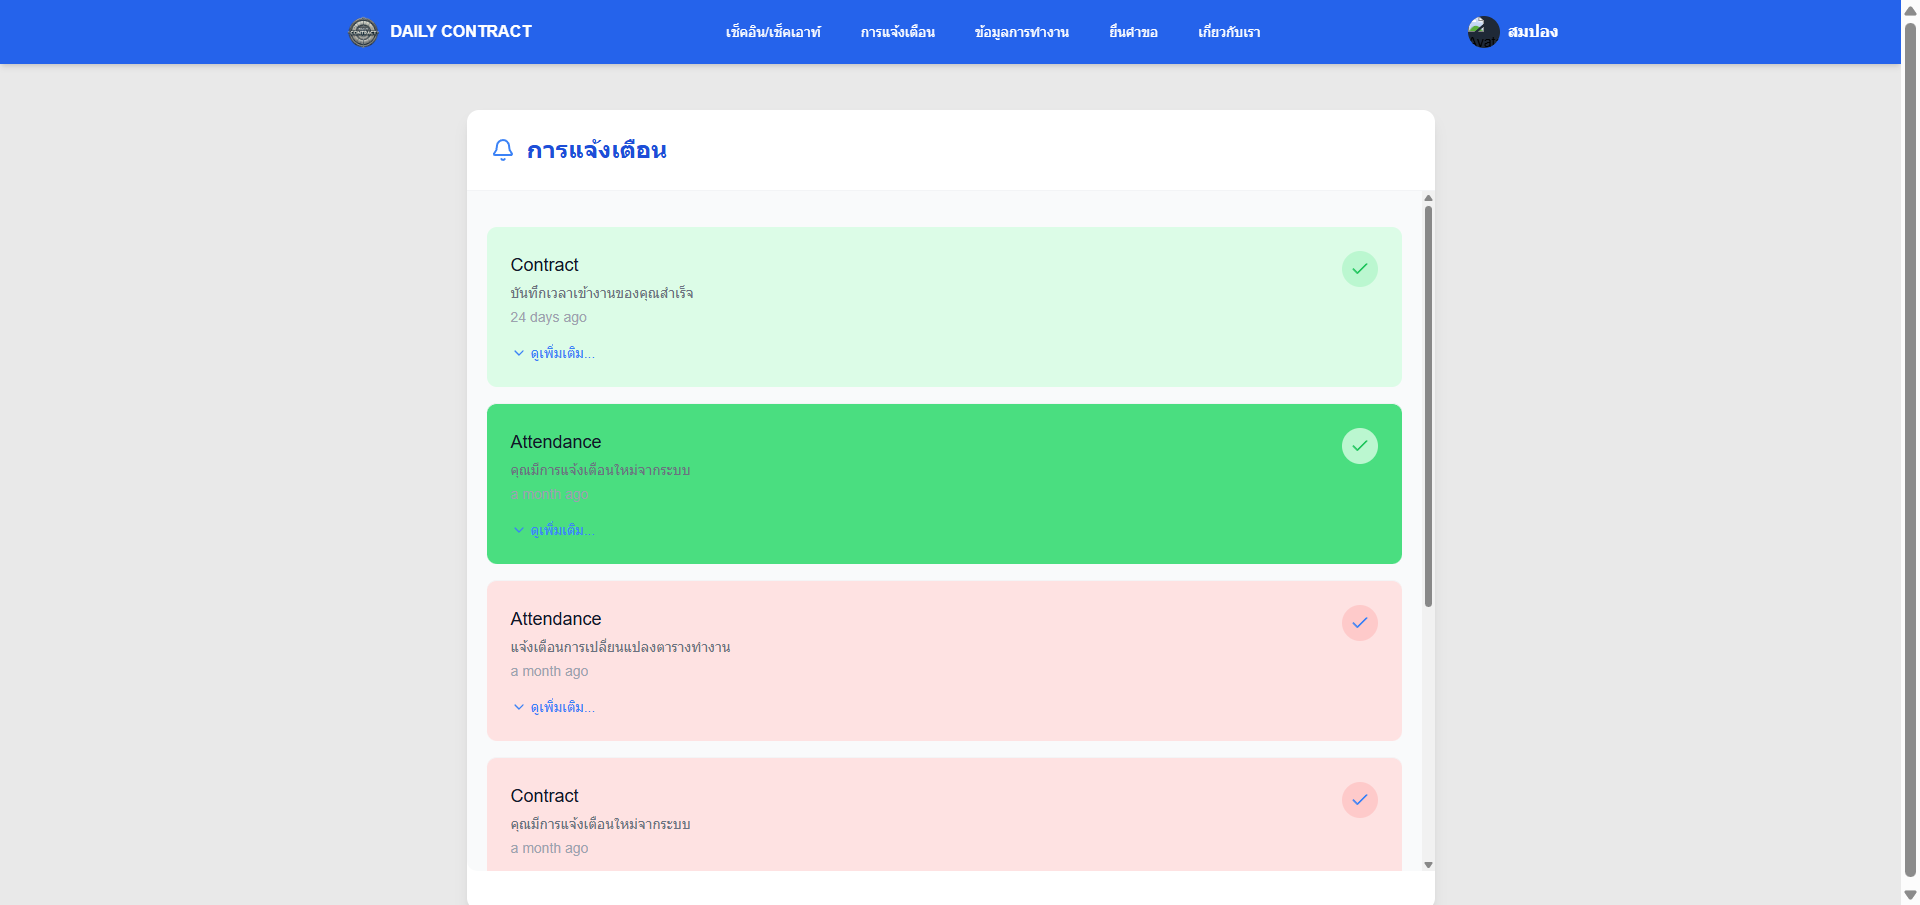 DAILY CONTRACT
เช็คอิน/เช็คเอาท์
การแจ้งเตือน
ข้อมูลการทำงาน
ยื่นคำขอ
เกี่ยวกับเรา
สมปอง
การแจ้งเตือน
Contract
บันทึกเวลาเข้างานของคุณสำเร็จ
24 days ago
ดูเพิ่มเติม...
Attendance
คุณมีการแจ้งเตือนใหม่จากระบบ
a month ago
ดูเพิ่มเติม...
Attendance
แจ้งเตือนการเปลี่ยนแปลงตารางทำงาน
a month ago
ดูเพิ่มเติม...
Contract
คุณมีการแจ้งเตือนใหม่จากระบบ
a month ago